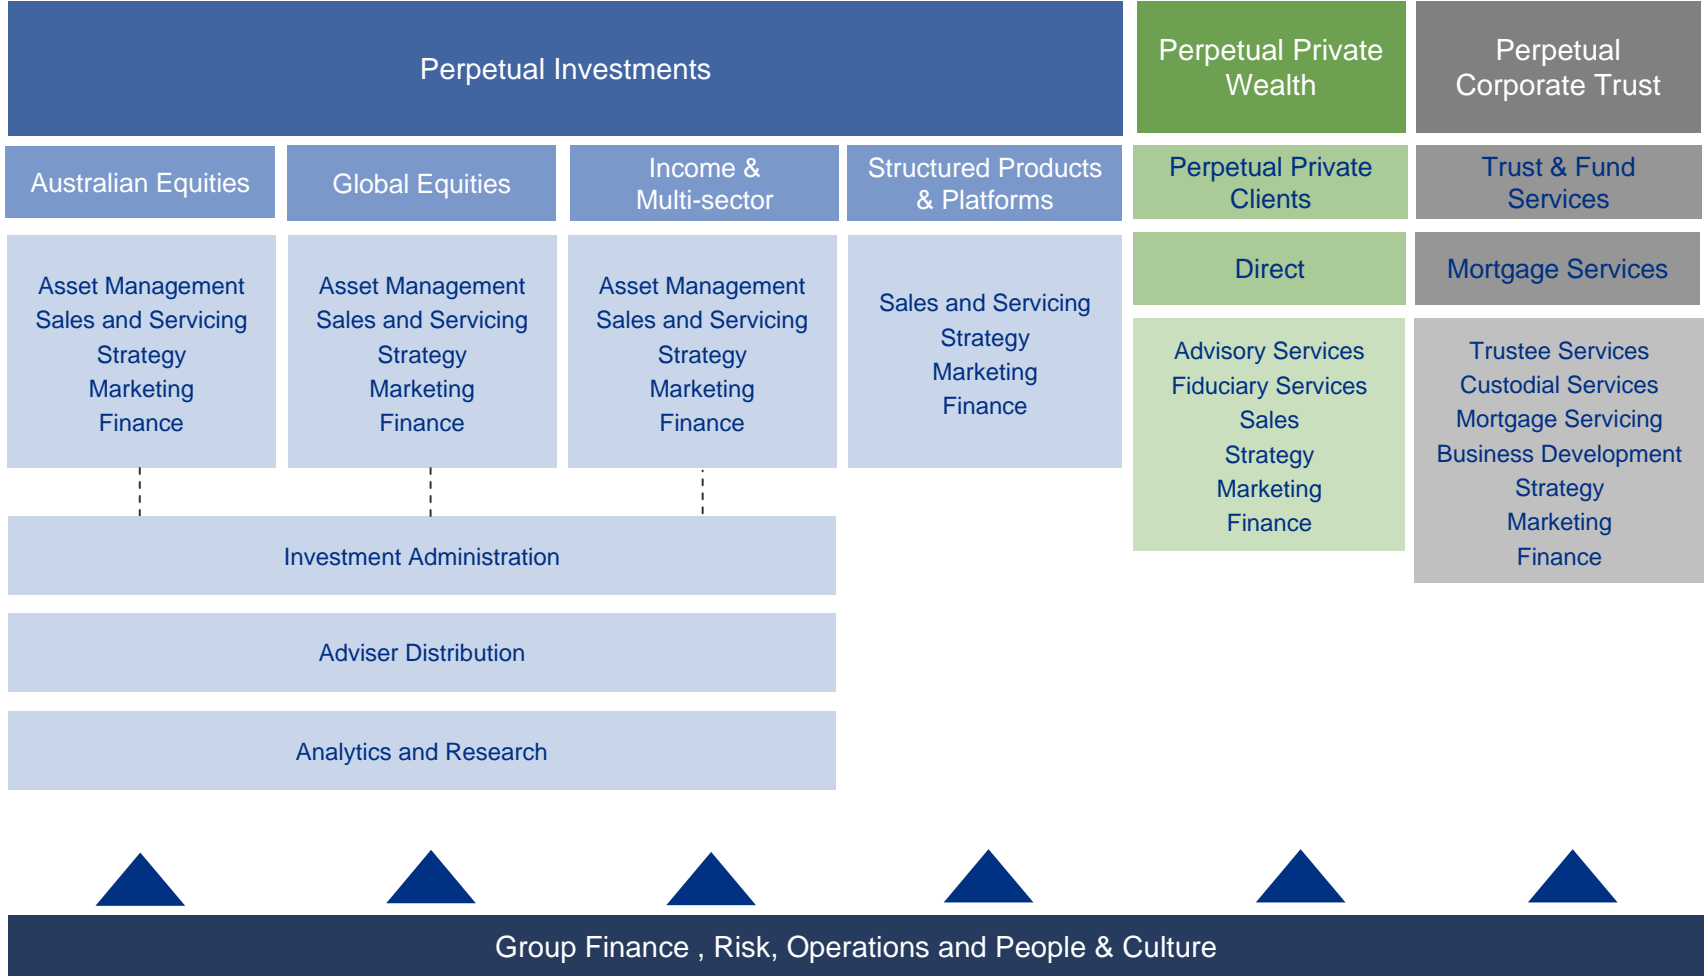 Perpetual Investments
Perpetual Private
Wealth
Perpetual
Corporate Trust
Australian Equities
Global Equities
Income &
Multi-sector
Structured Products
& Platforms
Perpetual Private
Clients
Trust & Fund
Services
Asset Management
Sales and Servicing
Strategy
Marketing
Finance
Asset Management
Sales and Servicing
Strategy
Marketing
Finance
Asset Management
Sales and Servicing
Strategy
Marketing
Finance
Sales and Servicing
Strategy
Marketing
Finance
Direct
Mortgage Services
Advisory Services
Fiduciary Services
Sales
Strategy
Marketing
Finance
Trustee Services
Custodial Services
Mortgage Servicing
Business Development
Strategy
Marketing
Finance
Investment Administration
Adviser Distribution
Analytics and Research
Group Finance , Risk, Operations and People & Culture